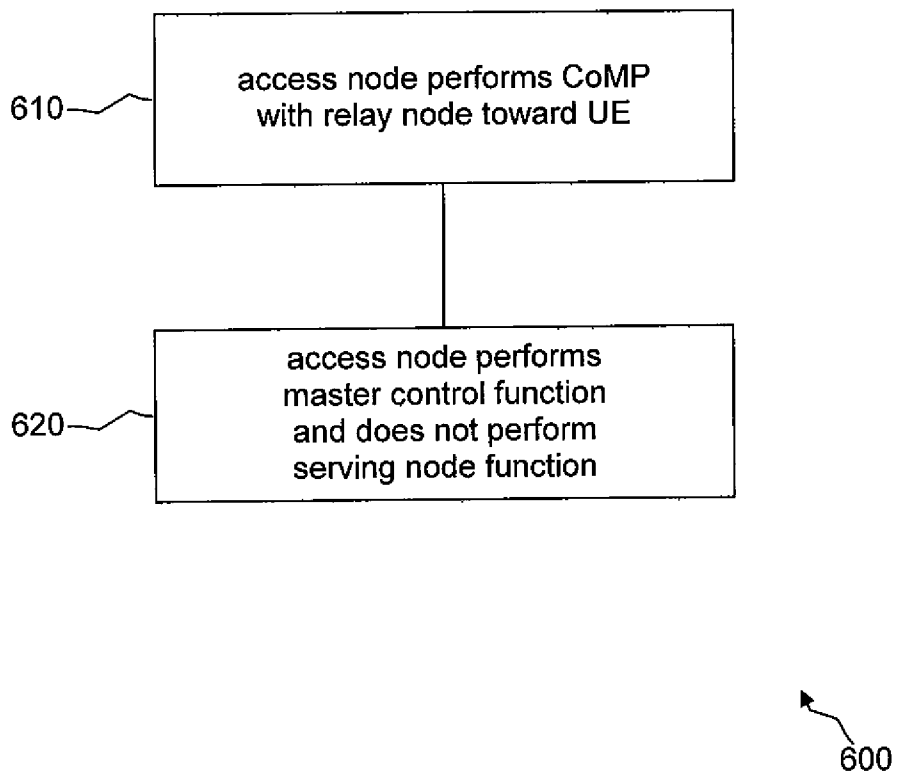 610
access node performs CoMP
with relay node toward UE
620
access node performs
master control function
and does not perform
serving node function
600